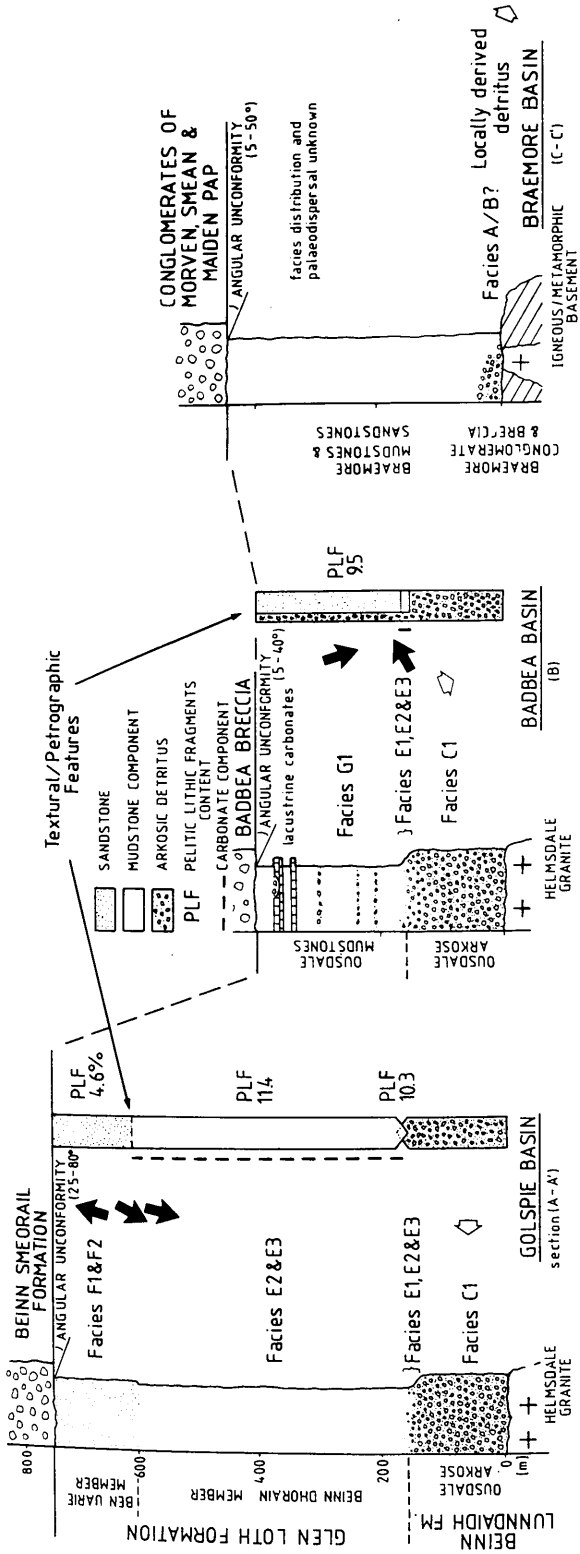 Textural/Petrographic
Features
SANDSTONE
MUDSTONE COMPONENT
ARKOSIC DETRITUS
PLF PELITIC LITHIC FRAGMENTS
CONTENT
CARBONATE COMPONENT
BEINN SMEORAIL
FORMATION
ANGULAR UNCONFORMITY
(25-80°
Facies F1&F2
PLF
4.6%
Facies E2&E3
PLF
11.4
PLF
10.3
}Facies E1,E2&E3
Facies C1
800
600
400
200
0
[m]
BEN UARIE
MEMBER
BEINN DHORAIN MEMBER
GLEN LOTH FORMATION
OUSDALE
ARKOSE
BEINN
LUNNDAIDH FM.
HELMSDALE
GRANITE
GOLSPIE BASIN
section (A-A')
BADBEA BRECCIA
ANGULAR UNCONFORMITY
(5-40°)
lacustrine carbonates
Facies G1
PLF
9.5
}Facies E1,E2&E3
Facies C1
OUSDALE
MUDSTONES
OUSDALE
ARKOSE
HELMSDALE
GRANITE
BADBEA BASIN
(B)
CONGLOMERATES OF
MORVEN, SMEAN &
MAIDEN PAP
ANGULAR UNCONFORMITY
(5-50°)
facies distribution and
palaeodispersal unknown
Facies A/B?
Locally derived
detritus
BRAEMORE
MUDSTONES &
SANDSTONES
BRAEMORE
CONGLOMERATE
& BRECCIA
IGNEOUS/METAMORPHIC
BASEMENT
BRAEMORE BASIN
(C-C')